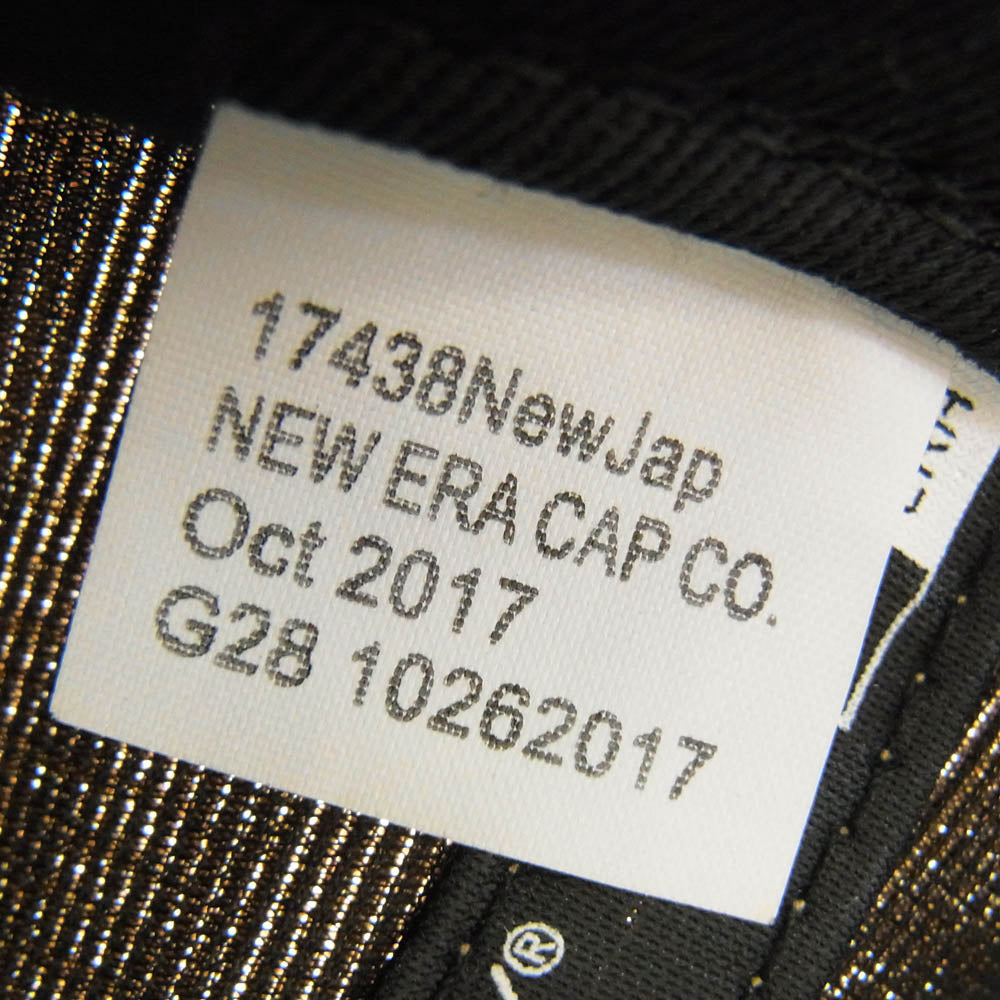 17438NewJap
NEW ERA CAP CO.
Oct 2017
G28 10262017
®